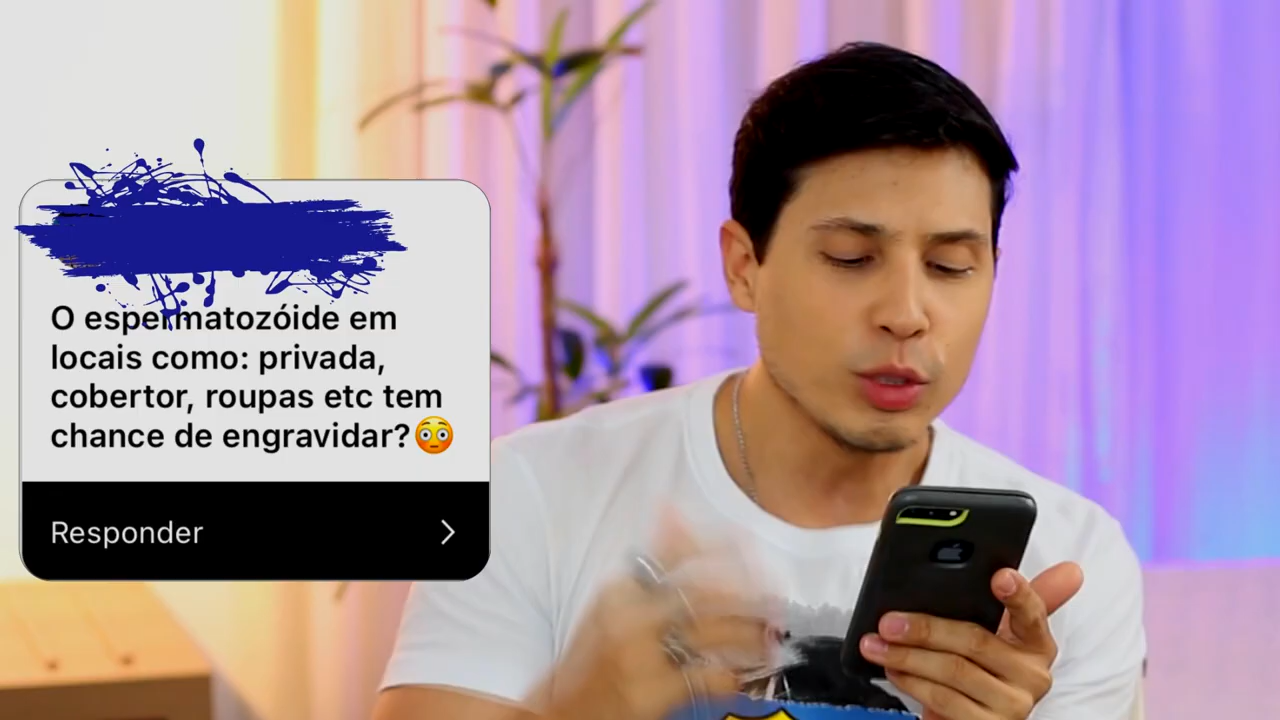 O espermatozóide em
locais como: privada,
cobertor, roupas etc tem
chance de engravidar?😳
Responder